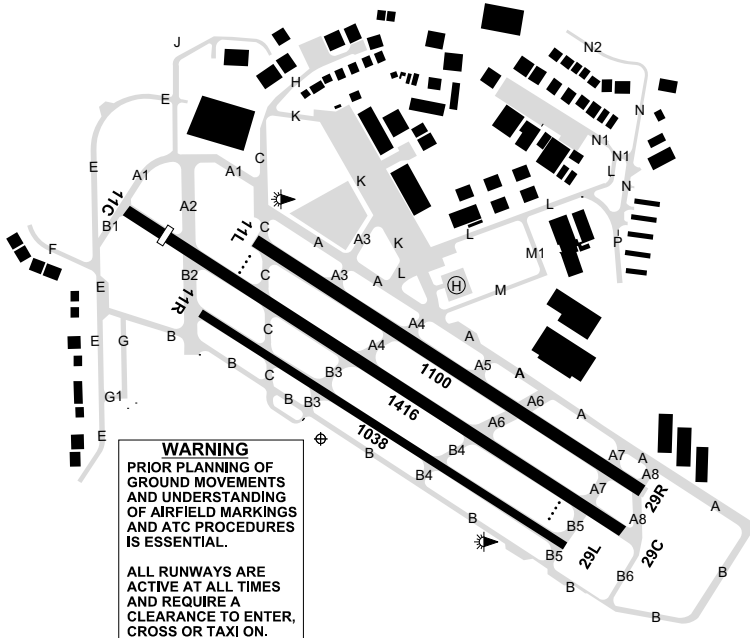 J
N2
E
H
K
N
N1
E
A1
A1
C
K
N1
L
N
11C
A2
B1
11L
C
A
A3
K
L
L
P
F
M1
E
B2
C
A3
A
L
H
M
11R
A4
E
G
B
A4
A
B
1100
A5
A
C
B3
G1
B
B3
1416
A6
A
A6
E
1038
WARNING
PRIOR PLANNING OF
GROUND MOVEMENTS
AND UNDERSTANDING
OF AIRFIELD MARKINGS
AND ATC PROCEDURES
IS ESSENTIAL.
ALL RUNWAYS ARE
ACTIVE AT ALL TIMES
AND REQUIRE A
CLEARANCE TO ENTER,
CROSS OR TAXI ON.
B
B4
B4
A7
A
A8
A7
29R
A
B
A8
B5
B5
29L
29C
B6
B
B
B